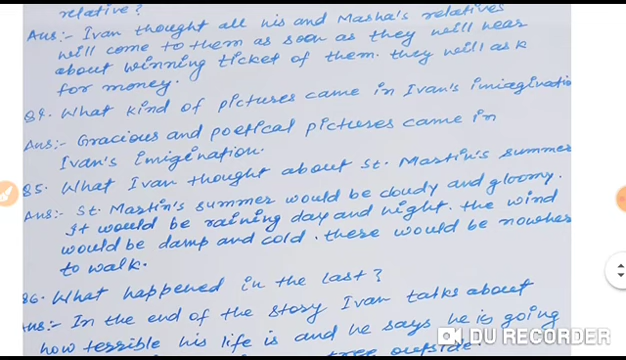 relative?
Ans:- Ivan thought all his and Masha's relatives
will come to them as soon as they will hear
about winning ticket of them. they will ask
for money.
84. What kind of pictures came in Ivan's imiagination
Ans:- Gracious and poetical pictures came in
Ivan's imigination.
85. What Ivan thought about St. Martin's summer
Ans:- St. Martin's summer would be cloudy and gloomy.
It would be raining day and night. the wind
would be damp and cold. there would be nowhere
to walk.
86. What happened in the last?
Ans:- In the end of the story Ivan talks about
how terrible his life is and he says he is going
tree outside
DU RECORDER